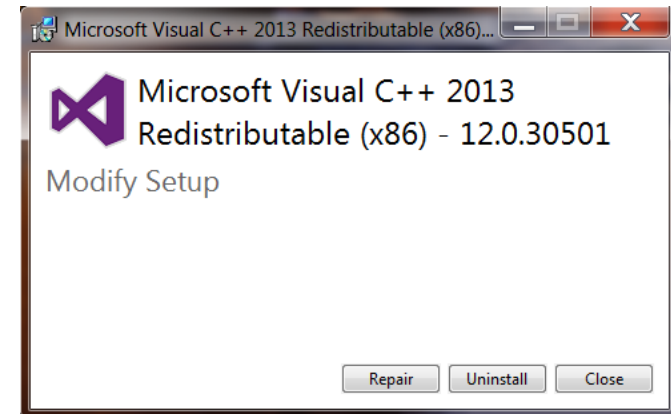 Microsoft Visual C++ 2013 Redistributable (x86)...
Microsoft Visual C++ 2013
Redistributable (x86) - 12.0.30501
Modify Setup
Repair Uninstall Close